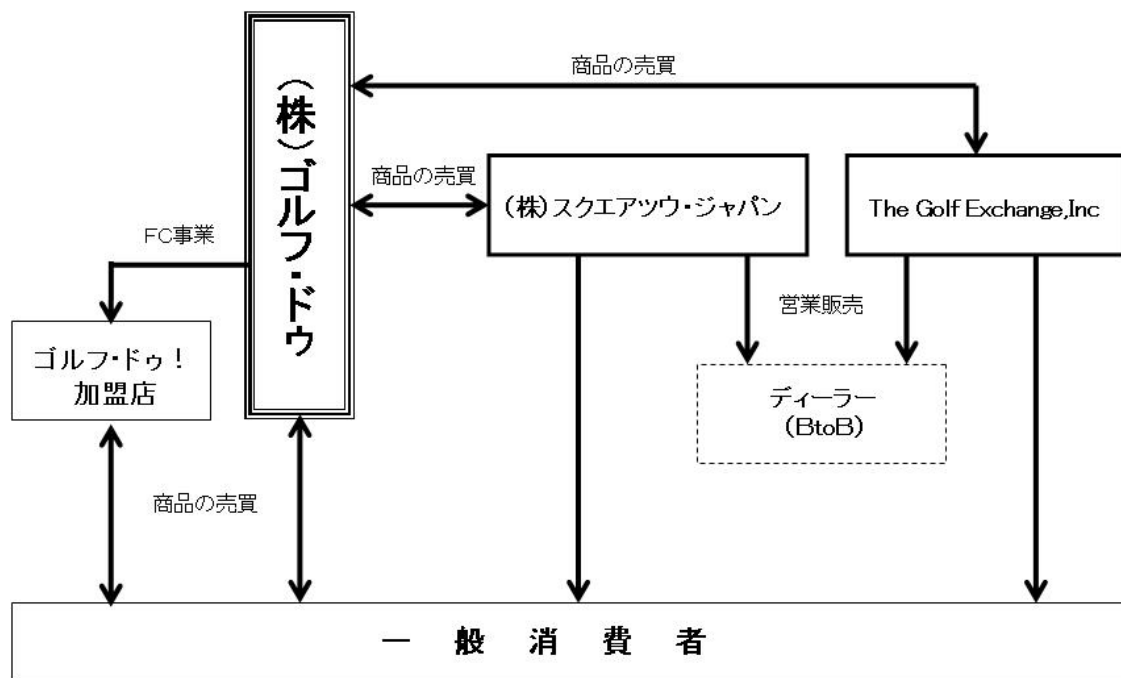 (株)ゴルフ・ドウ
商品の売買
商品の売買
(株)スクエアツウ・ジャパン
The Golf Exchange,Inc
FC事業
営業販売
ゴルフ・ドゥ!
加盟店
ディーラー
(BtoB)
商品の売買
一般消費者